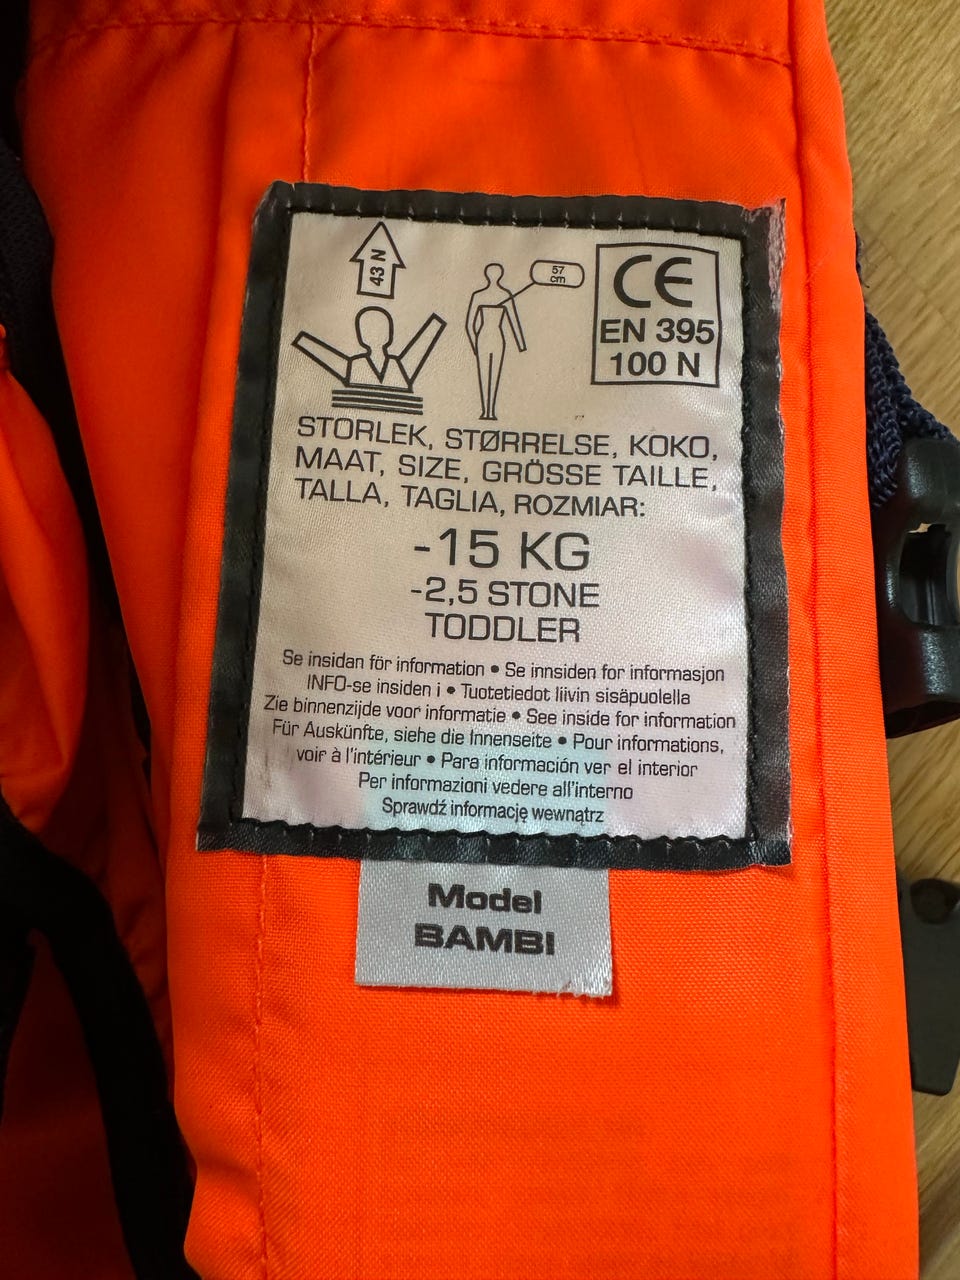 43 N
57
cm
CE
EN 395
100 N
STORLEK, STØRRELSE, KOKO,
MAAT, SIZE, GRÖSSE TAILLE,
TALLA, TAGLIA, ROZMIAR:
-15 KG
-2,5 STONE
TODDLER
Se insidan för information • Se innsiden for informasjon
INFO-se insiden i • Tuotetiedot liivin sisäpuolella
Zie binnenzijde voor informatie • See inside for information
Für Auskünfte, siehe die Innenseite • Pour informations,
voir à l'intérieur • Para información ver el interior
Per informazioni vedere all'interno
Sprawdź informację wewnątrz
Model
BAMBI